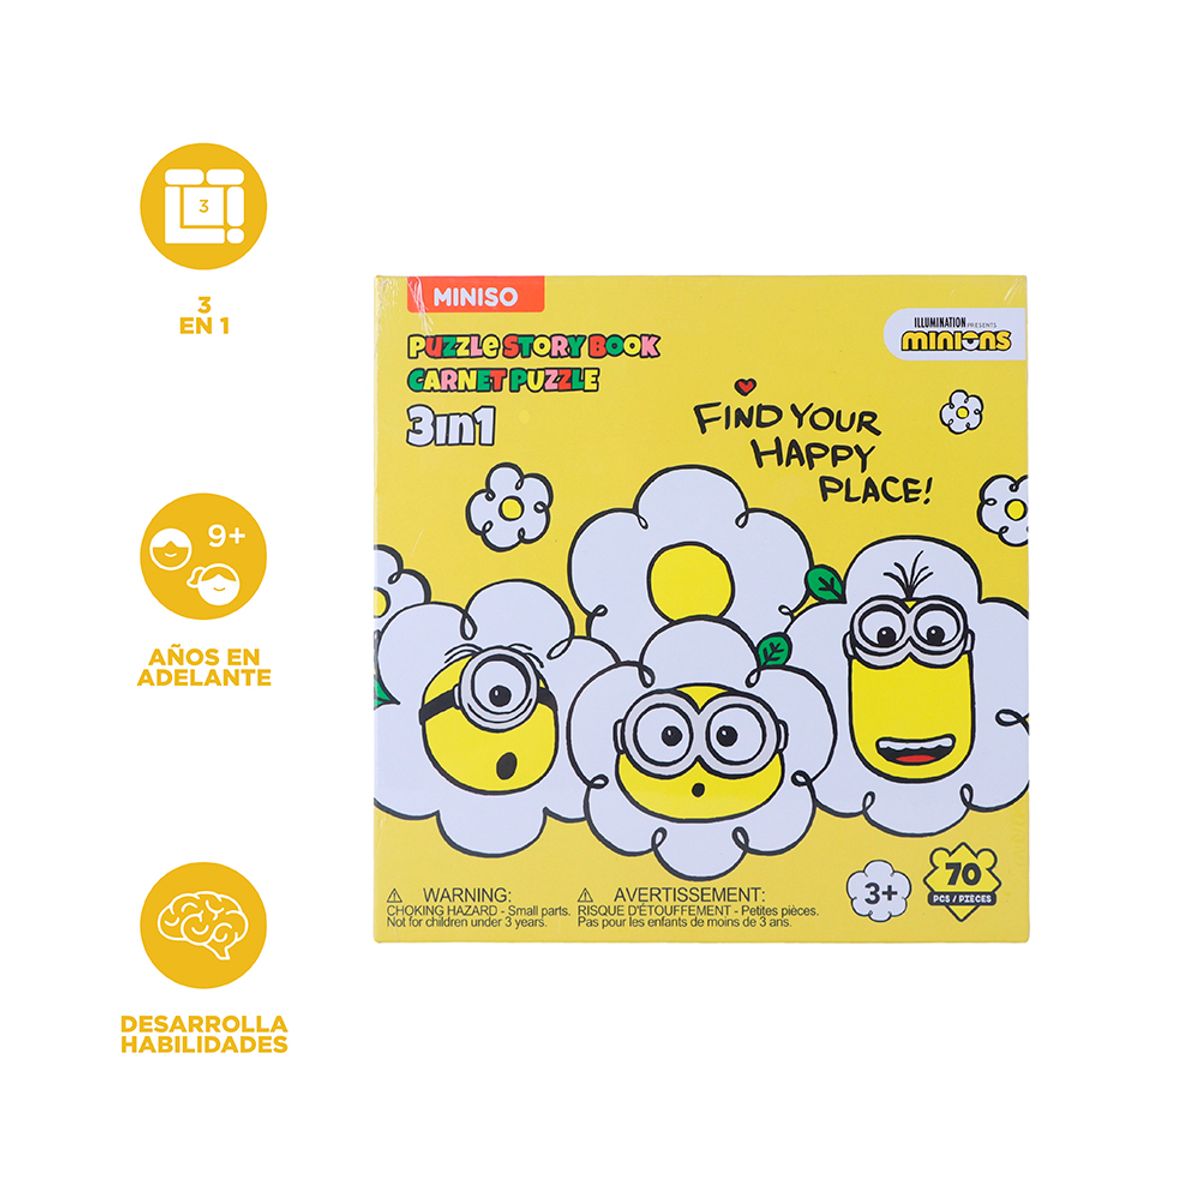 3
3
EN 1
9+
AÑOS EN
ADELANTE
DESARROLLA
HABILIDADES
MINISO
ILLUMINATION PRESENTS
minions
PUZZLE STORY BOOK
CARNET PUZZLE
3in1
FIND YOUR
HAPPY
PLACE!
WARNING:
CHOKING HAZARD - Small parts.
Not for children under 3 years.
AVERTISSEMENT:
RISQUE D'ÉTOUFFEMENT - Petites pièces.
Pas pour les enfants de moins de 3 ans.
3+
70
PCS / PIECES